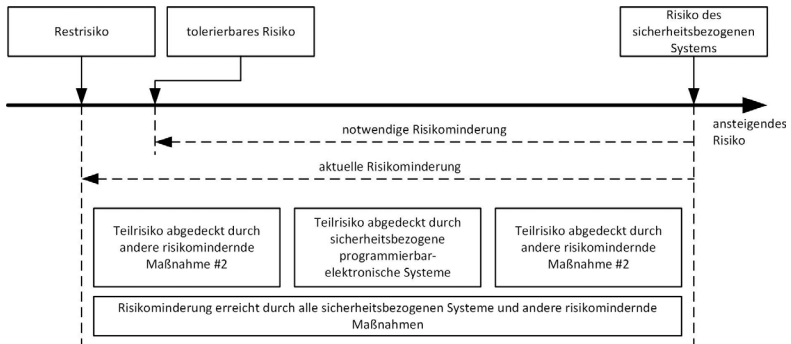 Restrisiko
tolerierbares Risiko
Risiko des
sicherheitsbezogenen
Systems
ansteigendes
Risiko
notwendige Risikominderung
aktuelle Risikominderung
Teilrisiko abgedeckt durch
andere risikomindernde
Maßnahme #2
Teilrisiko abgedeckt durch
sicherheitsbezogene
programmierbar-
elektronische Systeme
Teilrisiko abgedeckt durch
andere risikomindernde
Maßnahme #2
Risikominderung erreicht durch alle sicherheitsbezogenen Systeme und andere risikomindernde
Maßnahmen